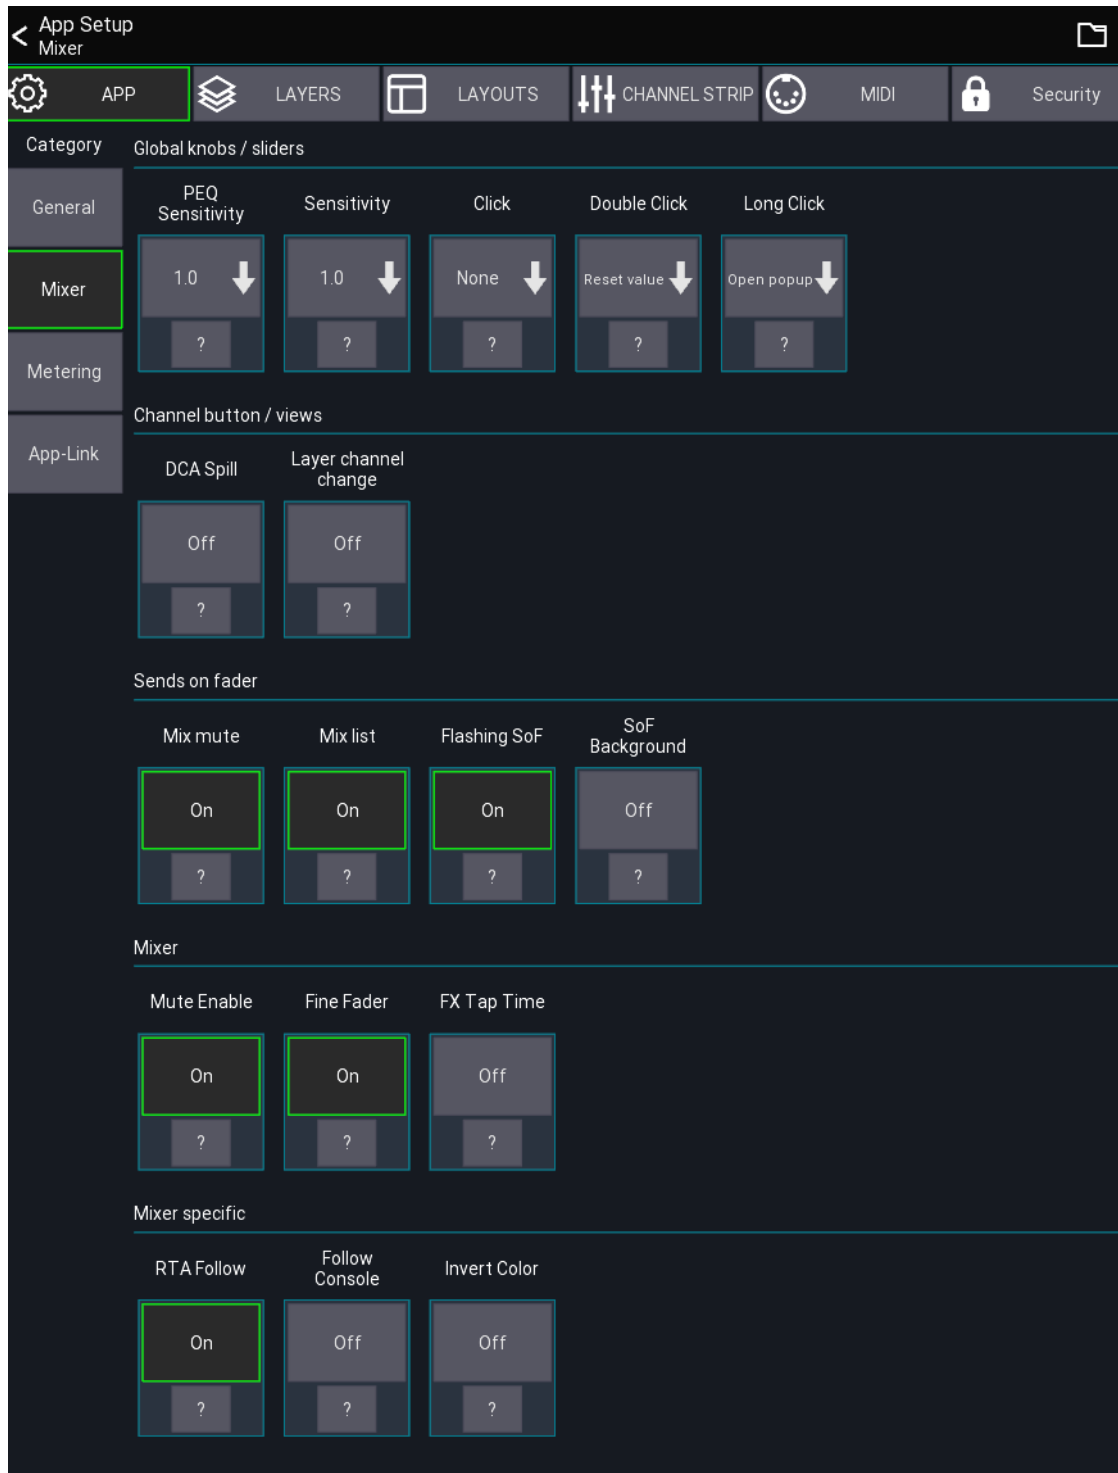 App Setup
Mixer
APP
LAYERS
LAYOUTS
CHANNEL STRIP
MIDI
Security
Category
General
Mixer
Metering
App-Link
Global knobs / sliders
PEQ
Sensitivity
Sensitivity
Click
Double Click
Long Click
1.0
1.0
None
Reset value
Open popup
?
?
?
?
?
Channel button / views
DCA Spill
Layer channel
change
Off
Off
?
?
Sends on fader
Mix mute
Mix list
Flashing SoF
SoF
Background
On
On
On
Off
?
?
?
?
Mixer
Mute Enable
Fine Fader
FX Tap Time
On
On
Off
?
?
?
Mixer specific
RTA Follow
Follow
Console
Invert Color
On
Off
Off
?
?
?